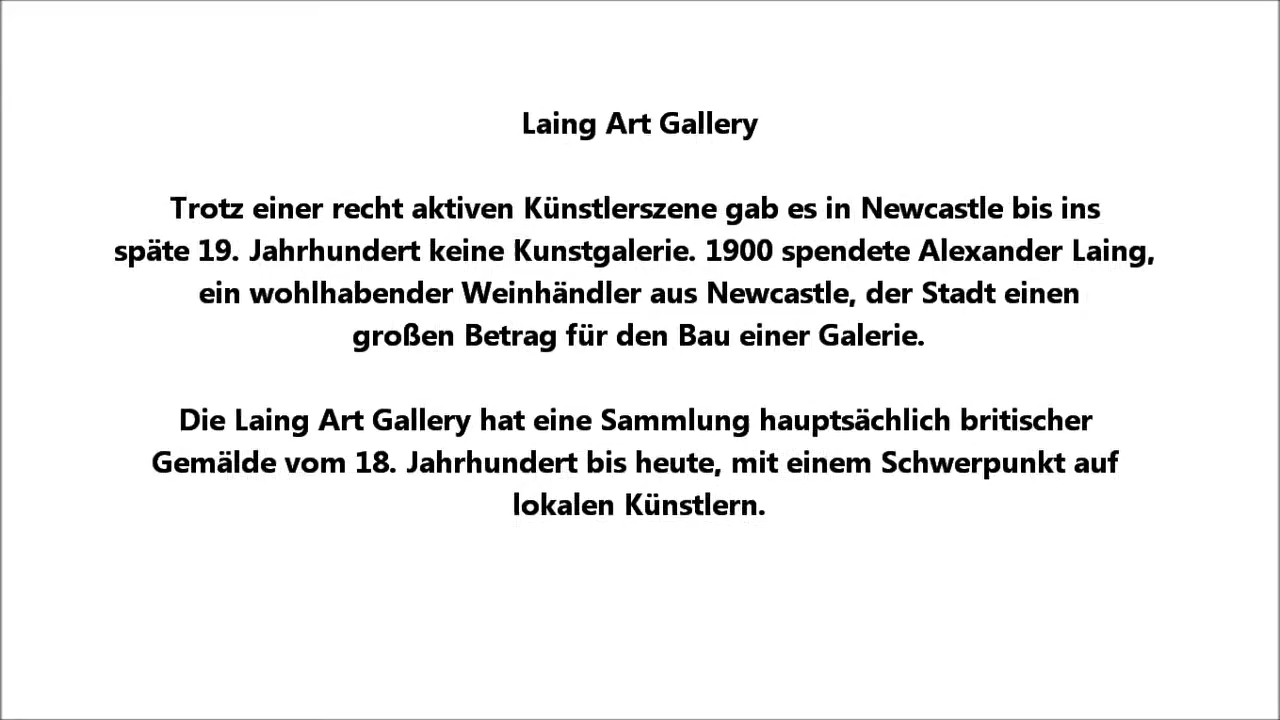 Laing Art Gallery
Trotz einer recht aktiven Künstlerszene gab es in Newcastle bis ins
späte 19. Jahrhundert keine Kunstgalerie. 1900 spendete Alexander Laing,
ein wohlhabender Weinhändler aus Newcastle, der Stadt einen
großen Betrag für den Bau einer Galerie.
Die Laing Art Gallery hat eine Sammlung hauptsächlich britischer
Gemälde vom 18. Jahrhundert bis heute, mit einem Schwerpunkt auf
lokalen Künstlern.